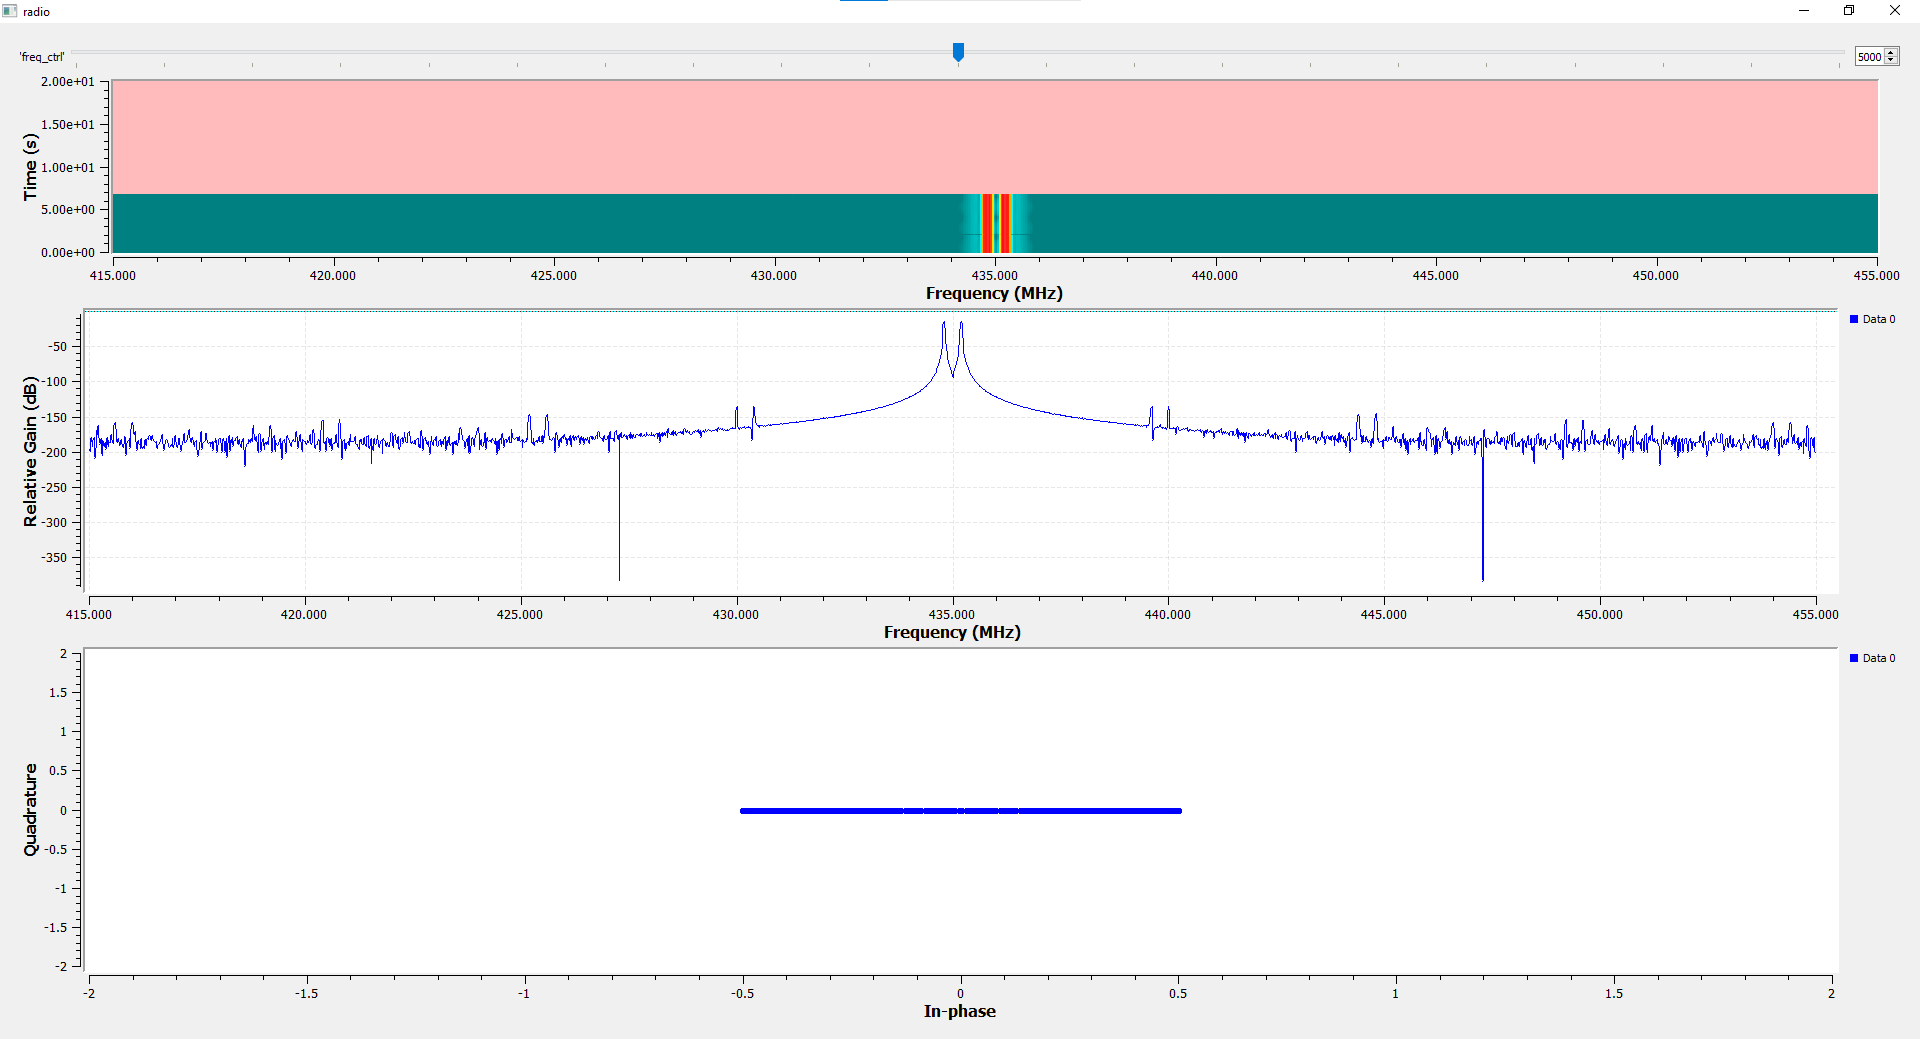 radio
'freq_ctrl'
5000
Time (s)
2.00e+01
1.50e+01
1.00e+01
5.00e+00
0.00e+00
415.000 420.000 425.000 430.000 435.000 440.000 445.000 450.000 455.000
Frequency (MHz)
Relative Gain (dB)
-50
-100
-150
-200
-250
-300
-350
Data 0
415.000 420.000 425.000 430.000 435.000 440.000 445.000 450.000 455.000
Frequency (MHz)
Quadrature
2
1.5
1
0.5
0
-0.5
-1
-1.5
-2
Data 0
-2 -1.5 -1 -0.5 0 0.5 1 1.5 2
In-phase